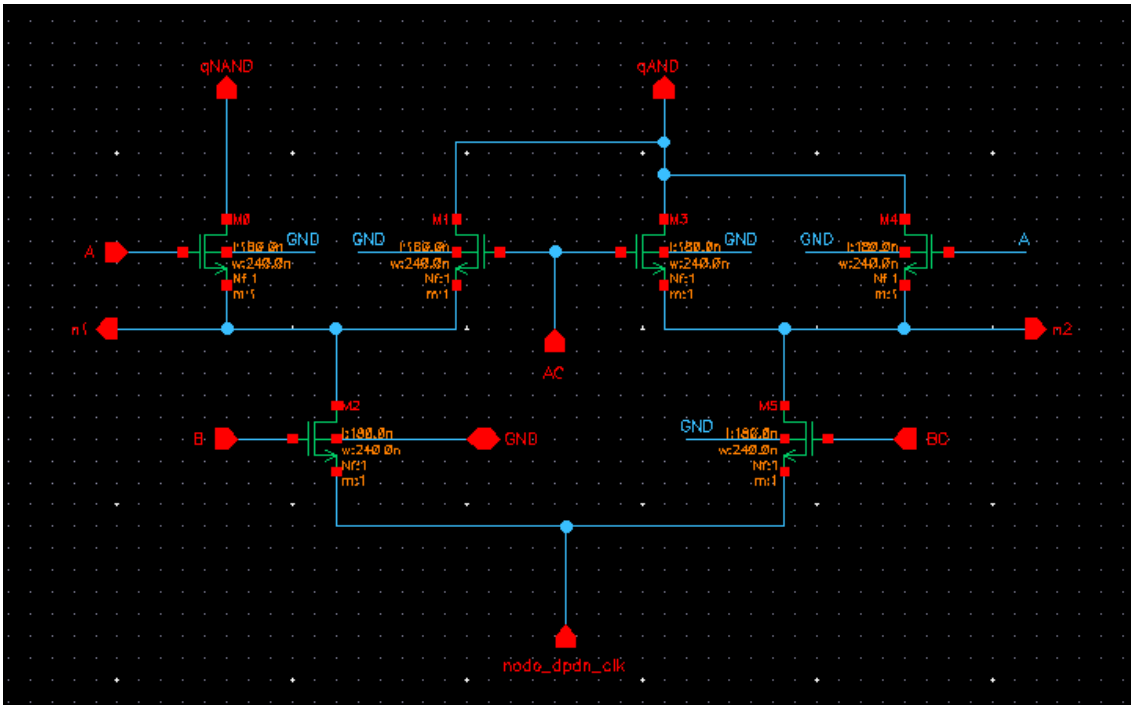 qNAND
qAND
M0
M1
M3
M4
A
l:180.0n
GND
GND
l:180.0n
l:180.0n
GND
GND
l:180.0n
A
w:240.0n
w:240.0n
w:240.0n
w:240.0n
Nf:1
Nf:1
Nf:1
Nf:1
m:1
m:1
m:1
m:1
n1
n2
AC
M2
M5
B
l:180.0n
GND
GND
l:180.0n
BC
w:240.0n
w:240.0n
Nf:1
Nf:1
m:1
m:1
nodo_dpdn_clk